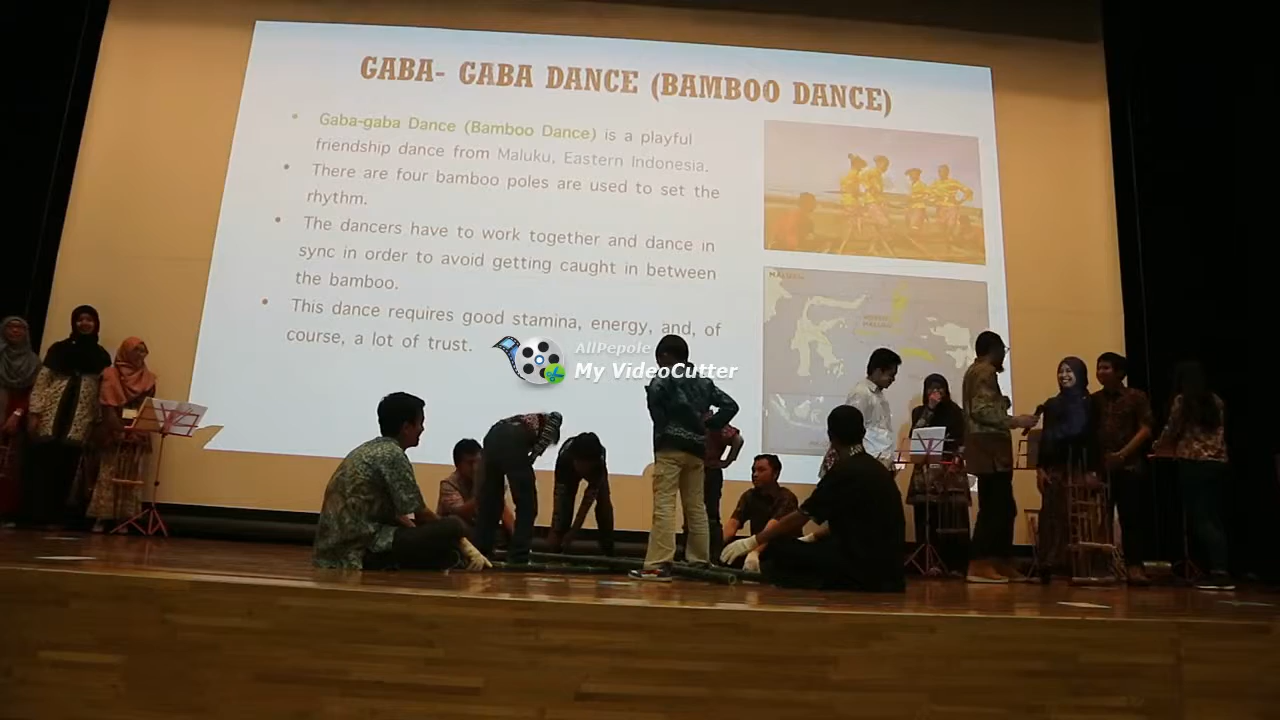 GABA- GABA DANCE (BAMBOO DANCE)
• Gaba-gaba Dance (Bamboo Dance) is a playful
friendship dance from Maluku, Eastern Indonesia.
• There are four bamboo poles are used to set the
rhythm.
• The dancers have to work together and dance in
sync in order to avoid getting caught in between
the bamboo.
• This dance requires good stamina, energy, and, of
course, a lot of trust.
MALUKU
AllPepole
My VideoCutter